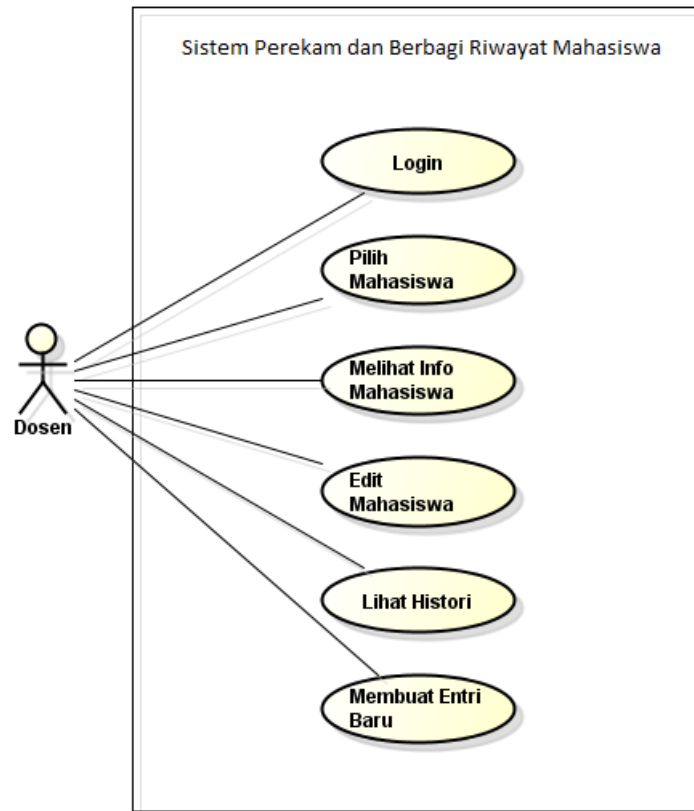 Sistem Perekam dan Berbagi Riwayat Mahasiswa
Login
Pilih
Mahasiswa
Melihat Info
Mahasiswa
Dosen
Edit
Mahasiswa
Lihat Histori
Membuat Entri
Baru